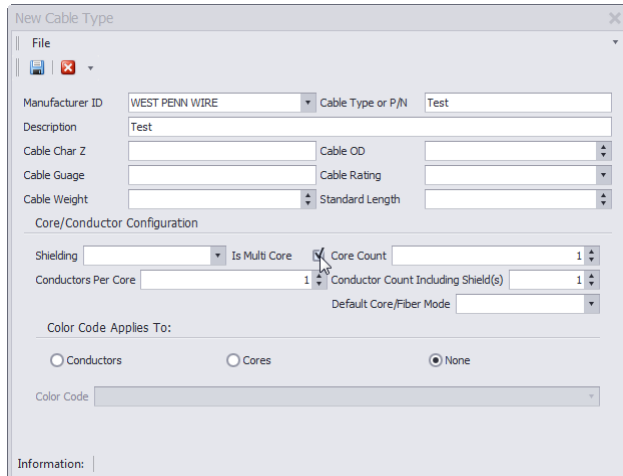 New Cable Type
File
Manufacturer ID WEST PENN WIRE Cable Type or P/N Test
Description Test
Cable Char Z Cable OD
Cable Guage Cable Rating
Cable Weight Standard Length
Core/Conductor Configuration
Shielding Is Multi Core Core Count 1
Conductors Per Core 1 Conductor Count Including Shield(s) 1
Default Core/Fiber Mode
Color Code Applies To:
Conductors Cores None
Color Code
Information: